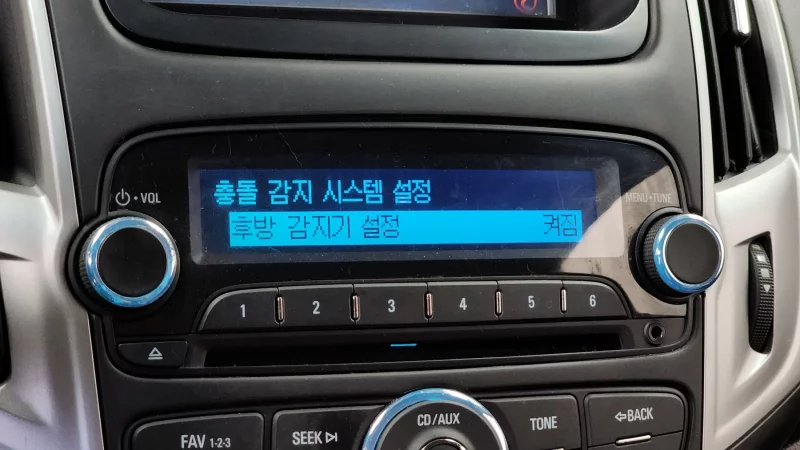 충돌 감지 시스템 설정
후방 감지기 설정 켜짐
VOL
MENU・TUNE
1 2 3 4 5 6
FAV 1-2-3
SEEK
CD/AUX
TONE
BACK